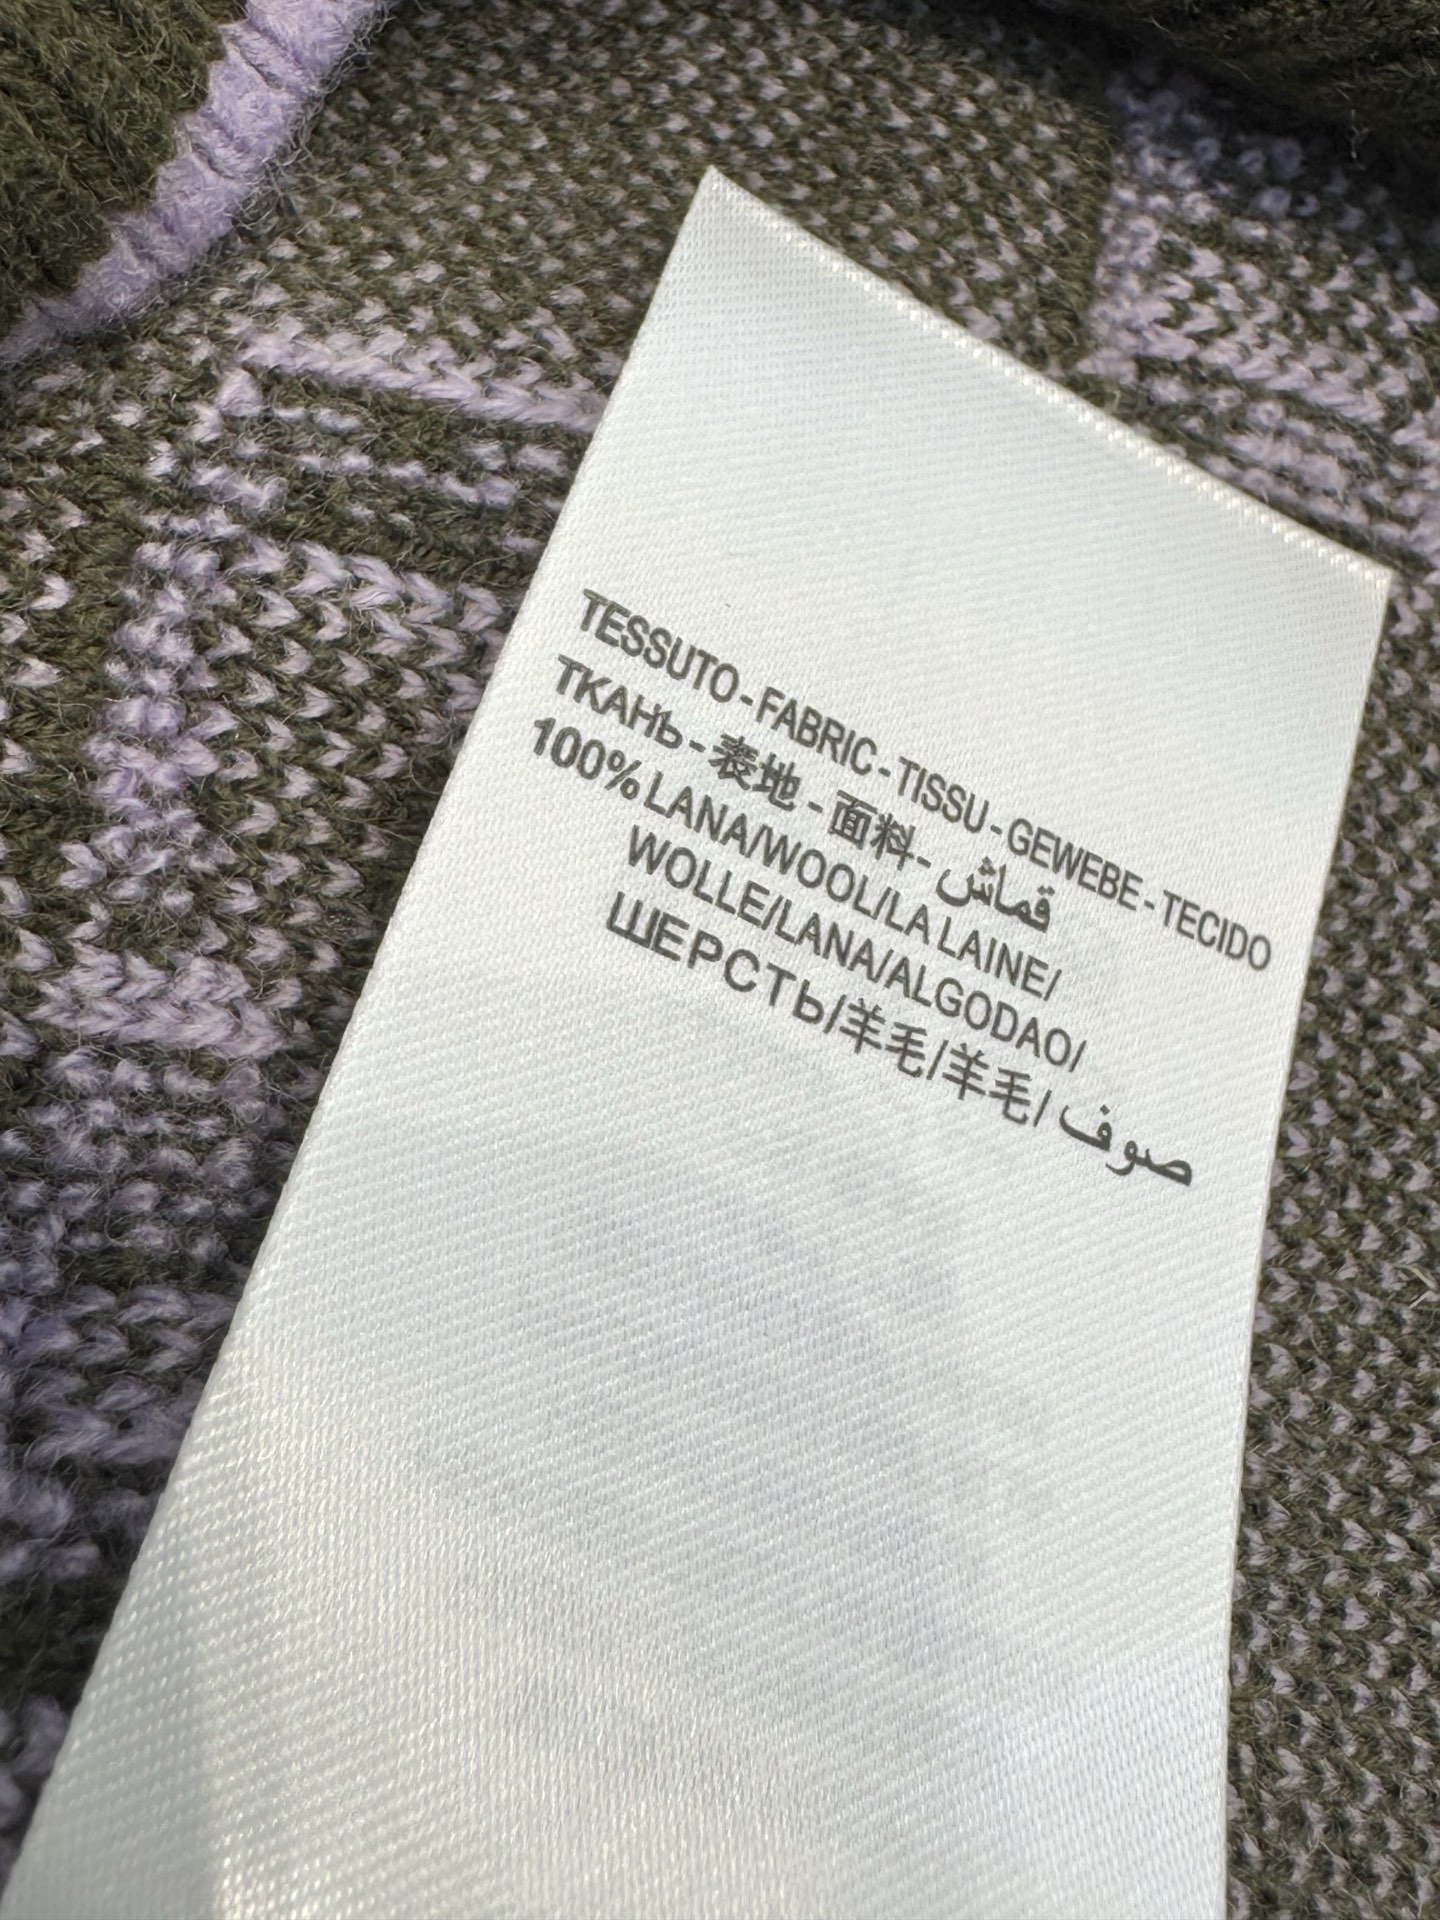 TESSUTO - FABRIC - TISSU - GEWEBE - TECIDO
ТКАНЬ - 表地 - 面料 - قماش
100% LANA/WOOL/LA LAINE/
WOLLE/LANA/ALGODAO/
ШЕРСТЬ/羊毛/羊毛/ صوف